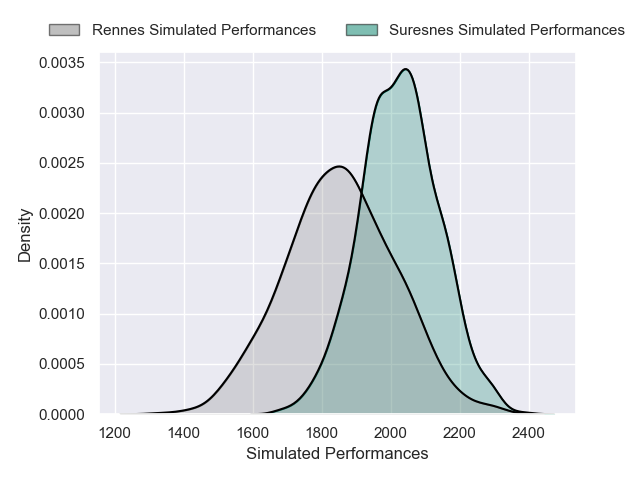 Rennes Simulated Performances Suresnes Simulated Performances
0.0035
0.0030
0.0025
0.0020
0.0015
0.0010
0.0005
0.0000
Density
1200 1400 1600 1800 2000 2200 2400
Simulated Performances